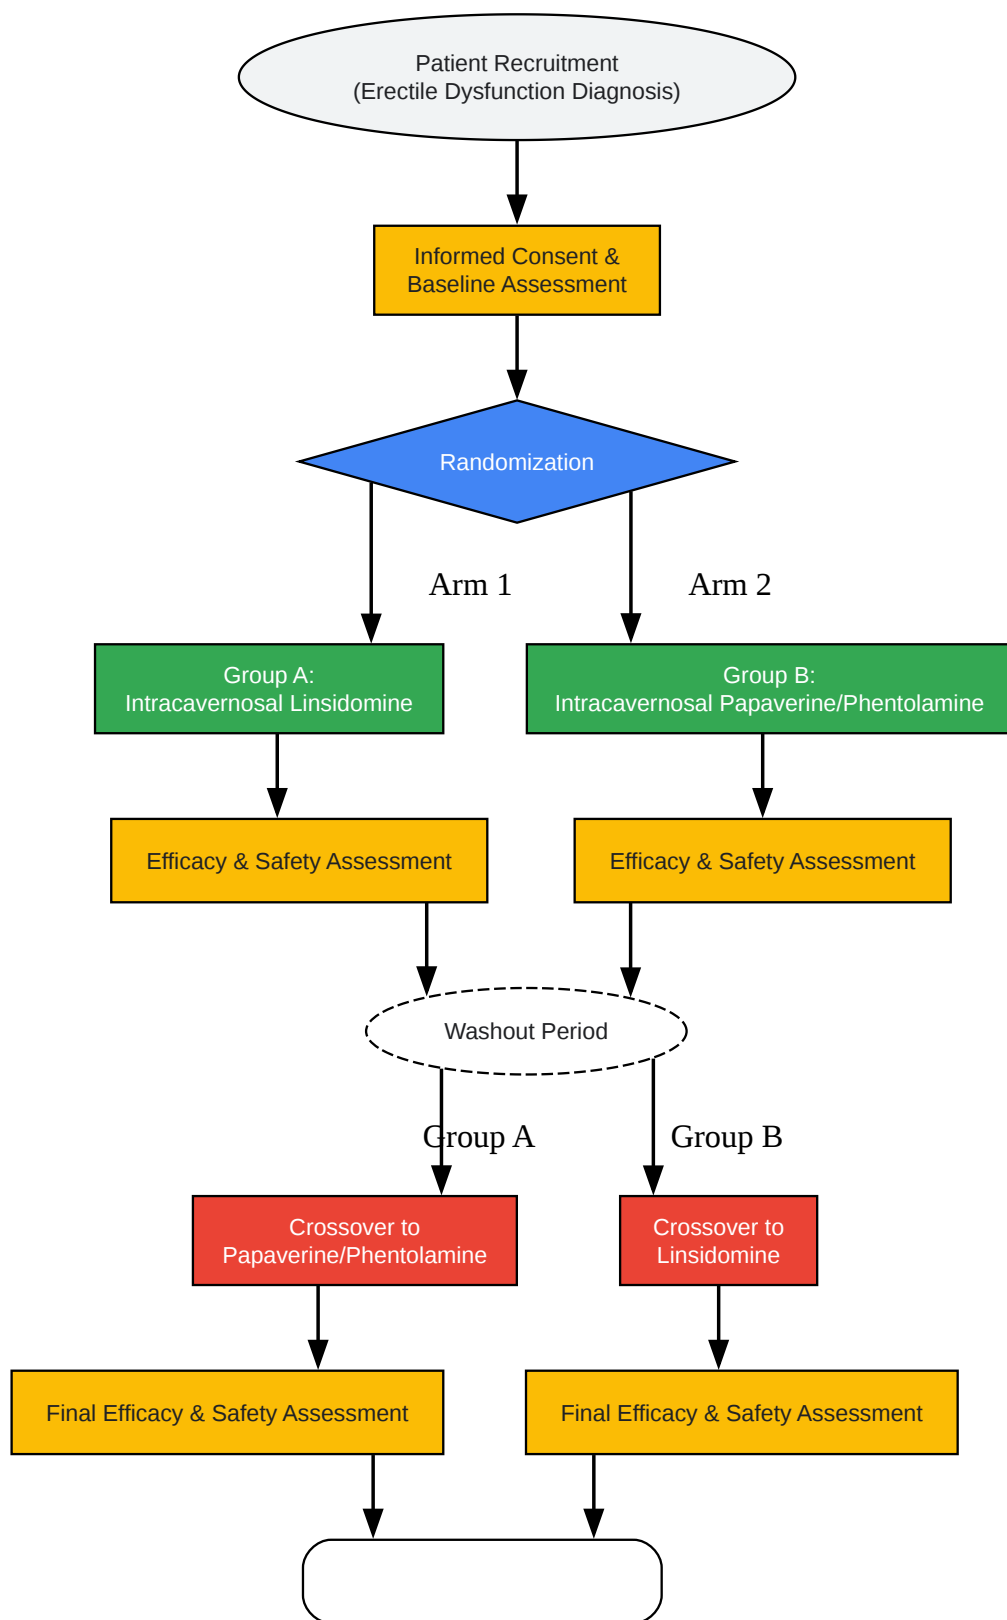 Patient Recruitment
(Erectile Dysfunction Diagnosis)
Informed Consent &
Baseline Assessment
Randomization
Arm 1
Arm 2
Group A:
Intracavernosal Linsidomine
Group B:
Intracavernosal Papaverine/Phentolamine
Efficacy & Safety Assessment
Efficacy & Safety Assessment
Washout Period
Group A
Group B
Crossover to
Papaverine/Phentolamine
Crossover to
Linsidomine
Final Efficacy & Safety Assessment
Final Efficacy & Safety Assessment